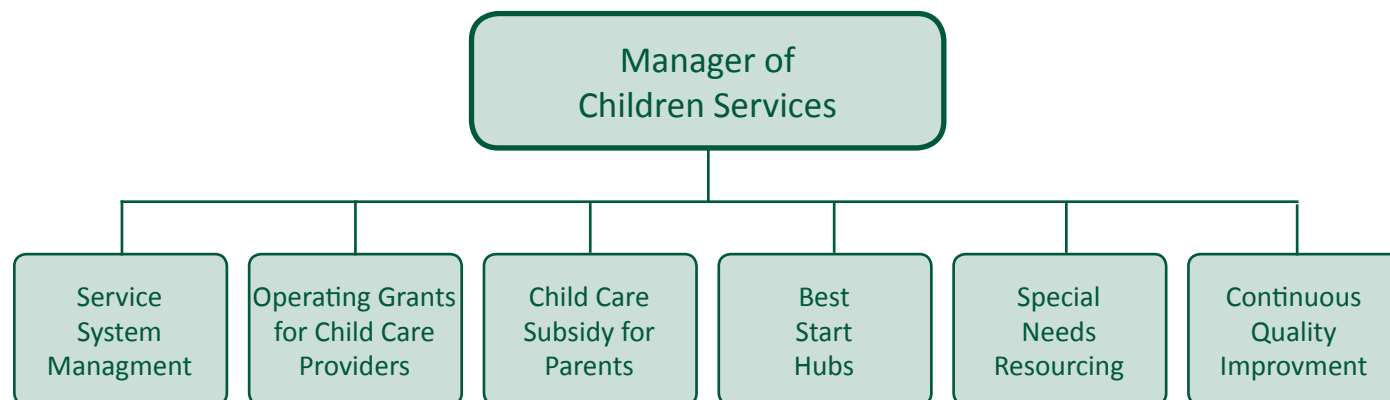 Manager of
Children Services
Service
System
Managment
Operating Grants
for Child Care
Providers
Child Care
Subsidy for
Parents
Best
Start
Hubs
Special
Needs
Resourcing
Continuous
Quality
Improvment